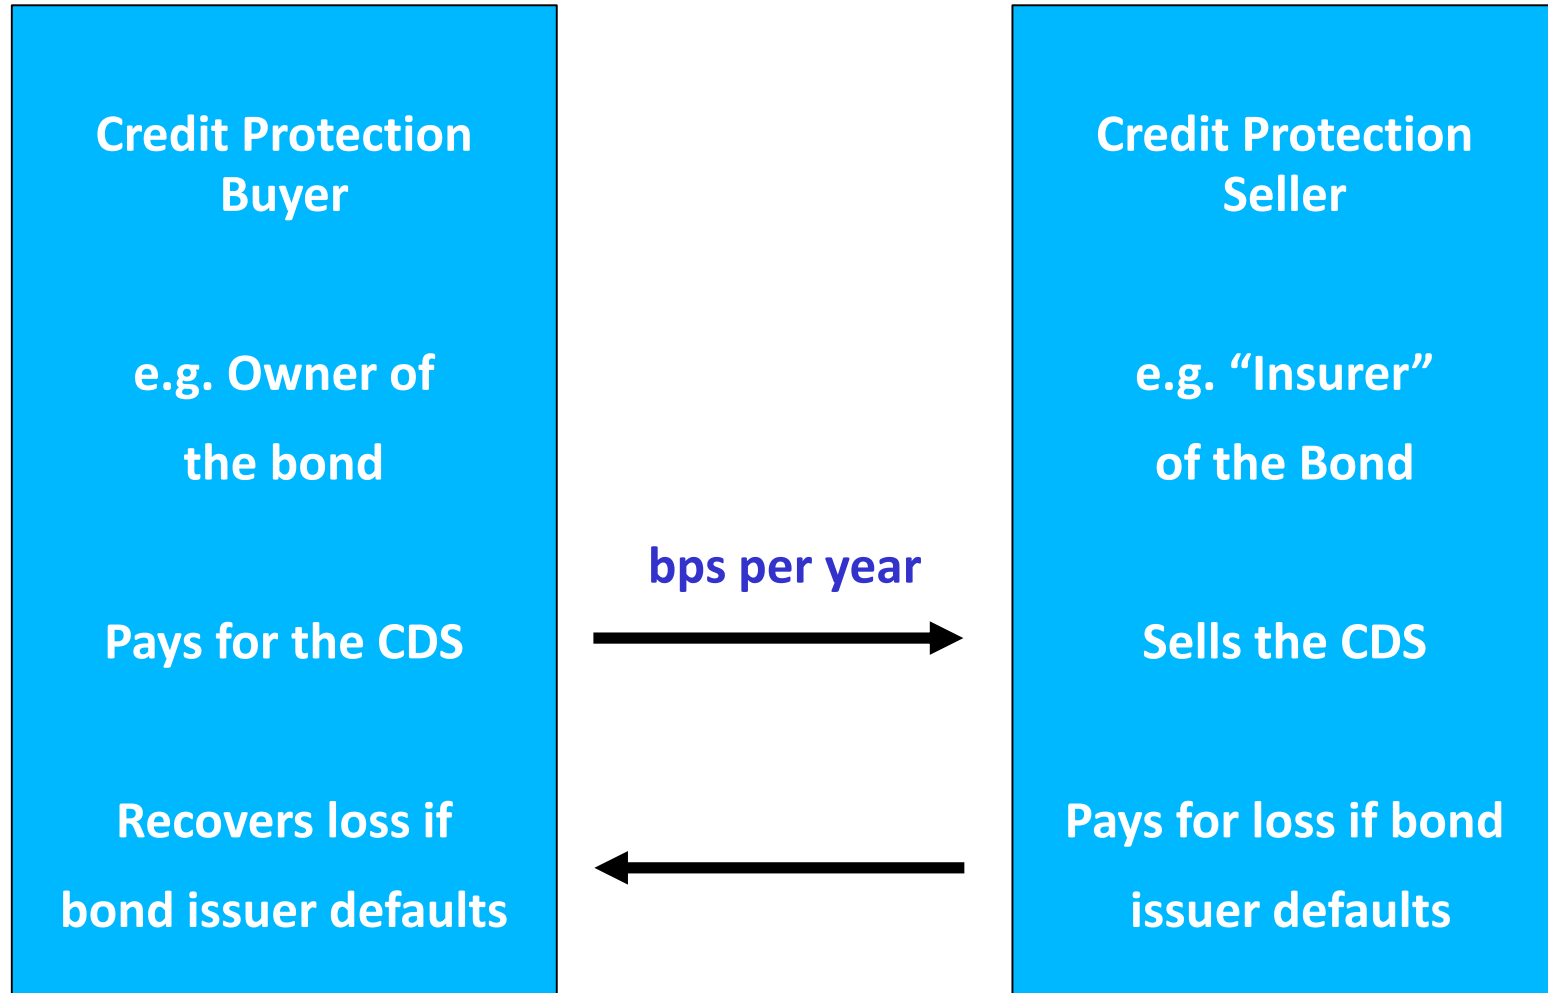 Credit Protection
Buyer
e.g. Owner of
the bond
Pays for the CDS
Recovers loss if
bond issuer defaults
bps per year
Credit Protection
Seller
e.g. “Insurer”
of the Bond
Sells the CDS
Pays for loss if bond
issuer defaults